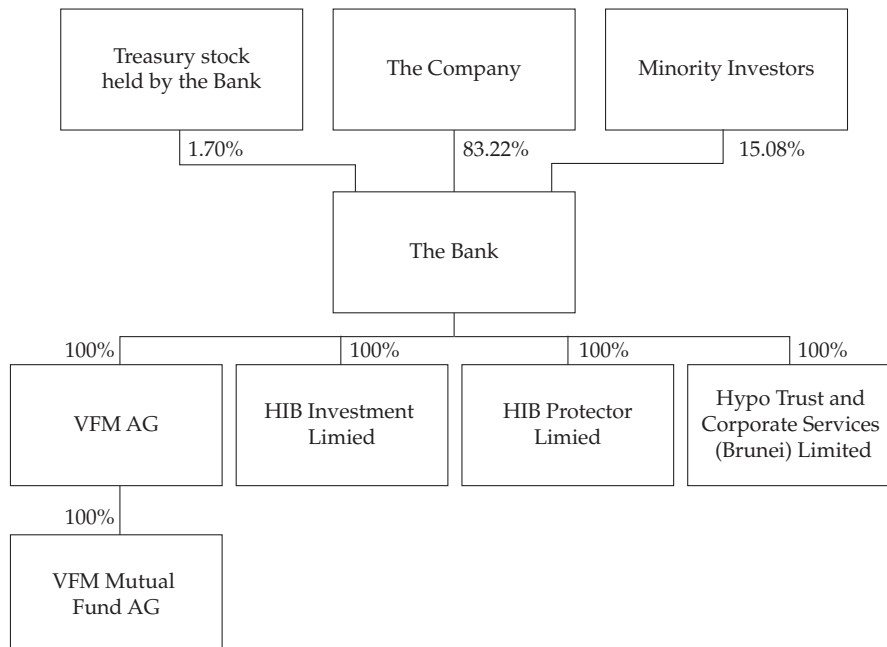 Treasury stock
held by the Bank
The Company
Minority Investors
1.70%
83.22%
15.08%
The Bank
100%
100%
100%
100%
VFM AG
HIB Investment
Limied
HIB Protector
Limied
Hypo Trust and
Corporate Services
(Brunei) Limited
100%
VFM Mutual
Fund AG